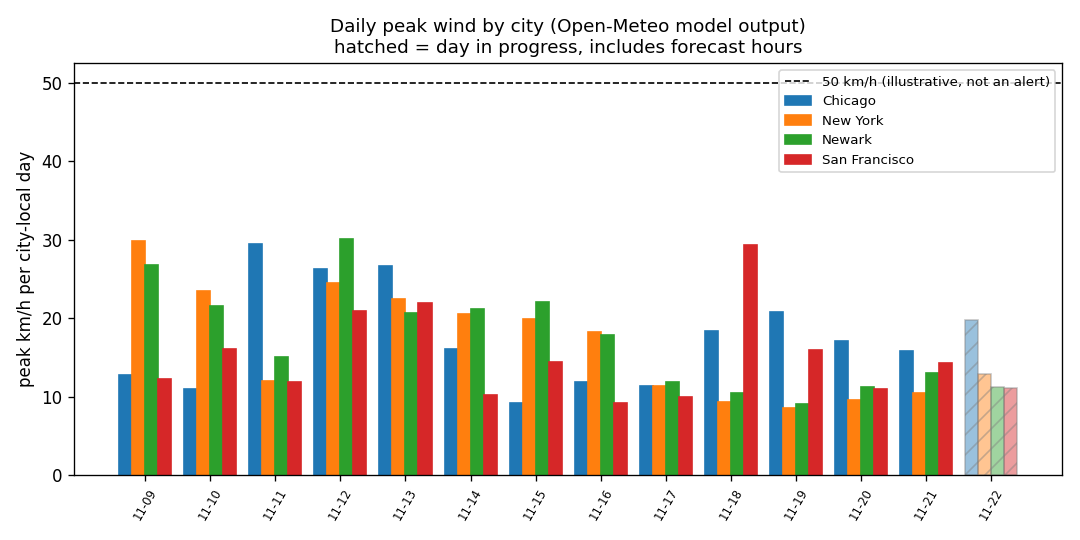 Daily peak wind by city (Open-Meteo model output)
hatched = day in progress, includes forecast hours
peak km/h per city-local day
50
40
30
20
10
0
50 km/h (illustrative, not an alert)
Chicago
New York
Newark
San Francisco
11-09
11-10
11-11
11-12
11-13
11-14
11-15
11-16
11-17
11-18
11-19
11-20
11-21
11-22